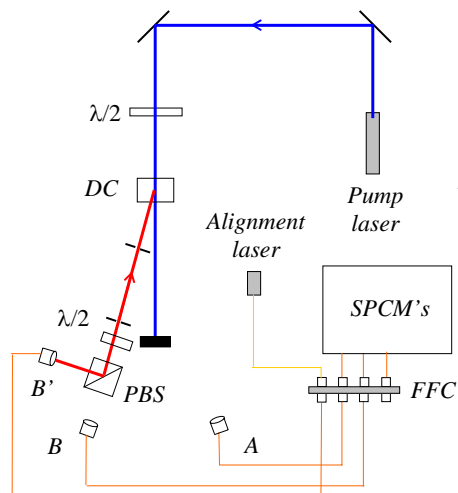 λ/2
DC
Pump
laser
Alignment
laser
SPCM's
λ/2
B'
PBS
FFC
B
A